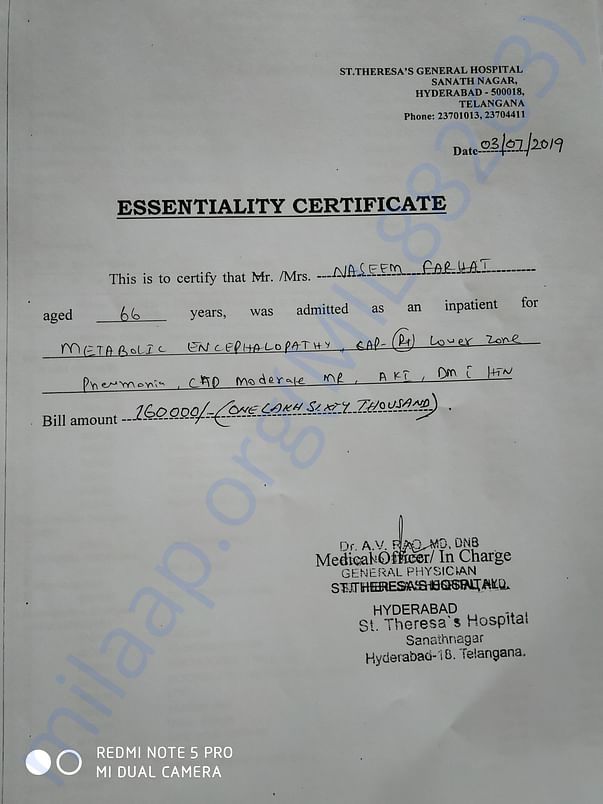 ST.THERESA'S GENERAL HOSPITAL
SANATH NAGAR,
HYDERABAD - 500018,
TELANGANA
Phone: 23701013, 23704411
Date 03/07/2019
ESSENTIALITY CERTIFICATE
This is to certify that Mr. /Mrs. NASEEM FARHAT
aged 66 years, was admitted as an inpatient for
METABOLIC ENCEPHALOPATHY, CAP- (Rt) Lower Zone
Pneumonia, CAD Moderate MR, AKI, DM c HTN
Bill amount 160000/- (ONE LAKH SIXTY THOUSAND).
Dr. A.V. RAO, MD, DNB
Medical Officer/ In Charge
GENERAL PHYSICIAN
ST.THERESA'S HOSPITAL,
HYDERABAD
St. Theresa's Hospital
Sanathnagar
Hyderabad-18. Telangana.
milaap.org(MIL88203)
REDMI NOTE 5 PRO
MI DUAL CAMERA